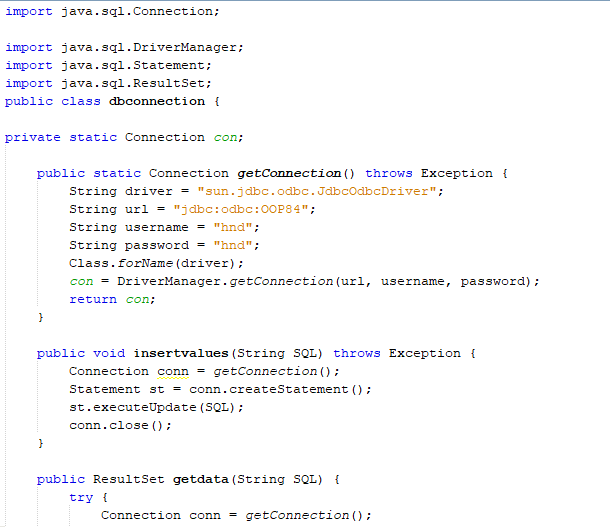 import java.sql.Connection;
import java.sql.DriverManager;
import java.sql.Statement;
import java.sql.ResultSet;
public class dbconnection {
private static Connection con;
public static Connection getConnection() throws Exception {
String driver = "sun.jdbc.odbc.JdbcOdbcDriver";
String url = "jdbc:odbc:OOP84";
String username = "hnd";
String password = "hnd";
Class.forName(driver);
con = DriverManager.getConnection(url, username, password);
return con;
}
public void insertvalues(String SQL) throws Exception {
Connection conn = getConnection();
Statement st = conn.createStatement();
st.executeUpdate(SQL);
conn.close();
}
public ResultSet getdata(String SQL) {
try {
Connection conn = getConnection();